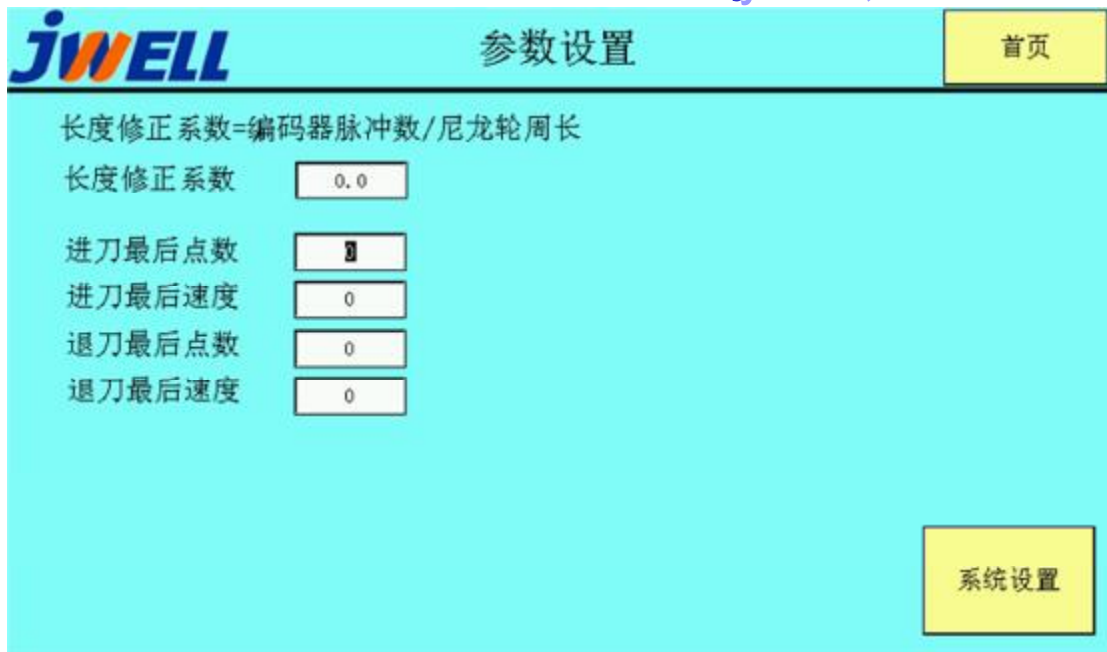 JWELL
参数设置
首页
长度修正系数=编码器脉冲数/尼龙轮周长
长度修正系数 0.0
进刀最后点数 0
进刀最后速度 0
退刀最后点数 0
退刀最后速度 0
系统设置